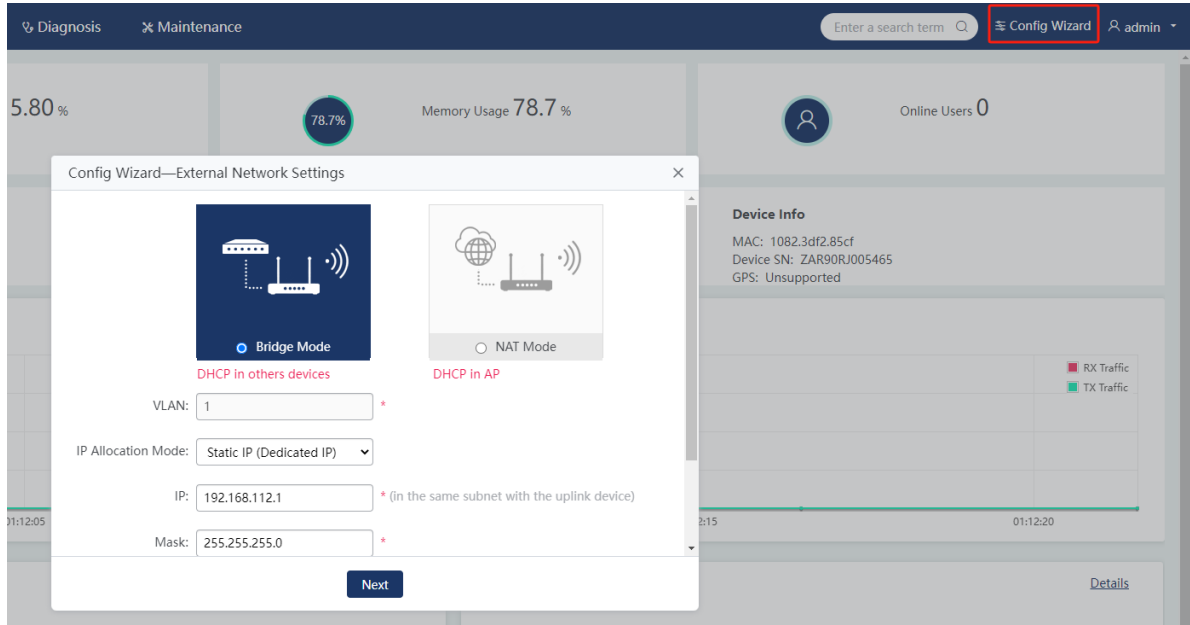 Diagnosis Maintenance Enter a search term Config Wizard admin
5.80 % 78.7% Memory Usage 78.7 % Online Users 0
Config Wizard—External Network Settings
Device Info
MAC: 1082.3df2.85cf
Device SN: ZAR90RJ005465
GPS: Unsupported
Bridge Mode NAT Mode
DHCP in others devices DHCP in AP
RX Traffic
TX Traffic
VLAN: 1 *
IP Allocation Mode: Static IP (Dedicated IP)
IP: 192.168.112.1 * (in the same subnet with the uplink device)
01:12:05 2:15 01:12:20
Mask: 255.255.255.0 *
Next
Details